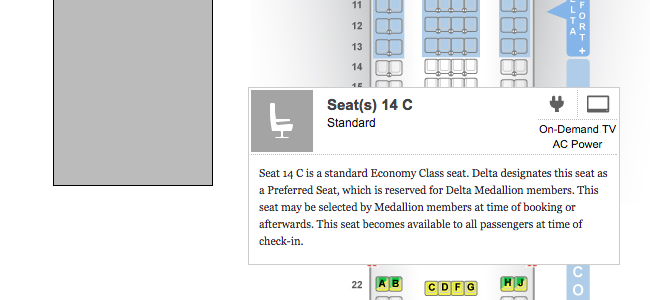 11
12
13
14
15
L
T
A
F
O
R
T
+
Seat(s) 14 C
Standard
On-Demand TV
AC Power
Seat 14 C is a standard Economy Class seat. Delta designates this seat as
a Preferred Seat, which is reserved for Delta Medallion members. This
seat may be selected by Medallion members at time of booking or
afterwards. This seat becomes available to all passengers at time of
check-in.
22
A B
C D F G
H J
C
O